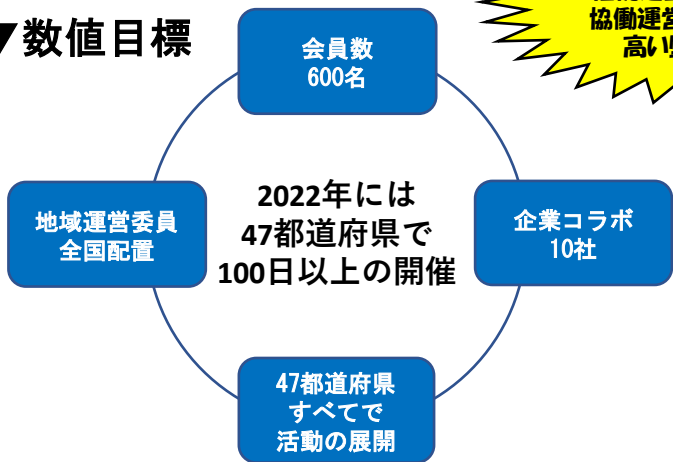 ▼数値目標
協働運営
高い
会員数
600名
地域運営委員
全国配置
2022年には
47都道府県で
100日以上の開催
企業コラボ
10社
47都道府県
すべてで
活動の展開